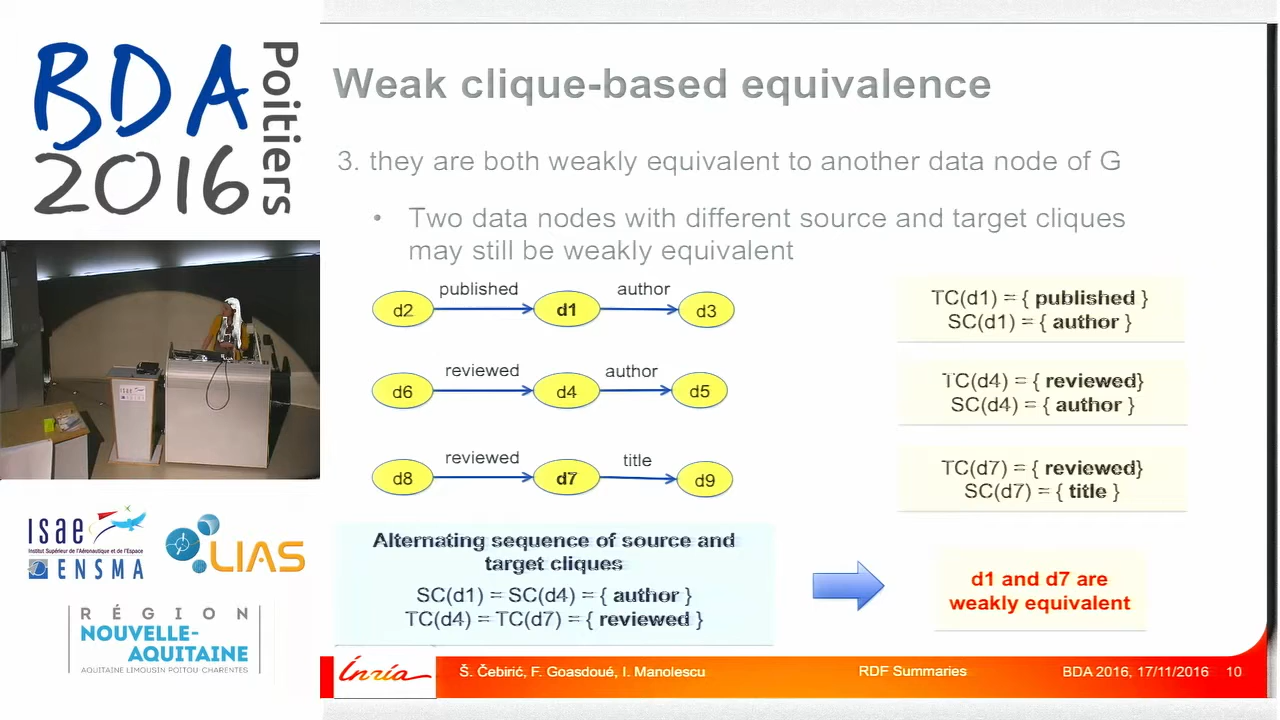 BDA
2016
Poitiers
isae
Institut Supérieur de l'Aéronautique et de l'Espace
ENSMA
LIAS
RÉGION
NOUVELLE-
AQUITAINE
AQUITAINE LIMOUSIN POITOU-CHARENTES
Weak clique-based equivalence
3. they are both weakly equivalent to another data node of G
• Two data nodes with different source and target cliques
may still be weakly equivalent
published author
d2 d1 d3
TC(d1) = { published }
SC(d1) = { author }
reviewed author
d6 d4 d5
TC(d4) = { reviewed}
SC(d4) = { author }
reviewed title
d8 d7 d9
TC(d7) = { reviewed}
SC(d7) = { title }
Alternating sequence of source and
target cliques
SC(d1) = SC(d4) = { author }
TC(d4) = TC(d7) = { reviewed }
d1 and d7 are
weakly equivalent
Inria
Š. Čebirić, F. Goasdoué, I. Manolescu RDF Summaries BDA 2016, 17/11/2016 10